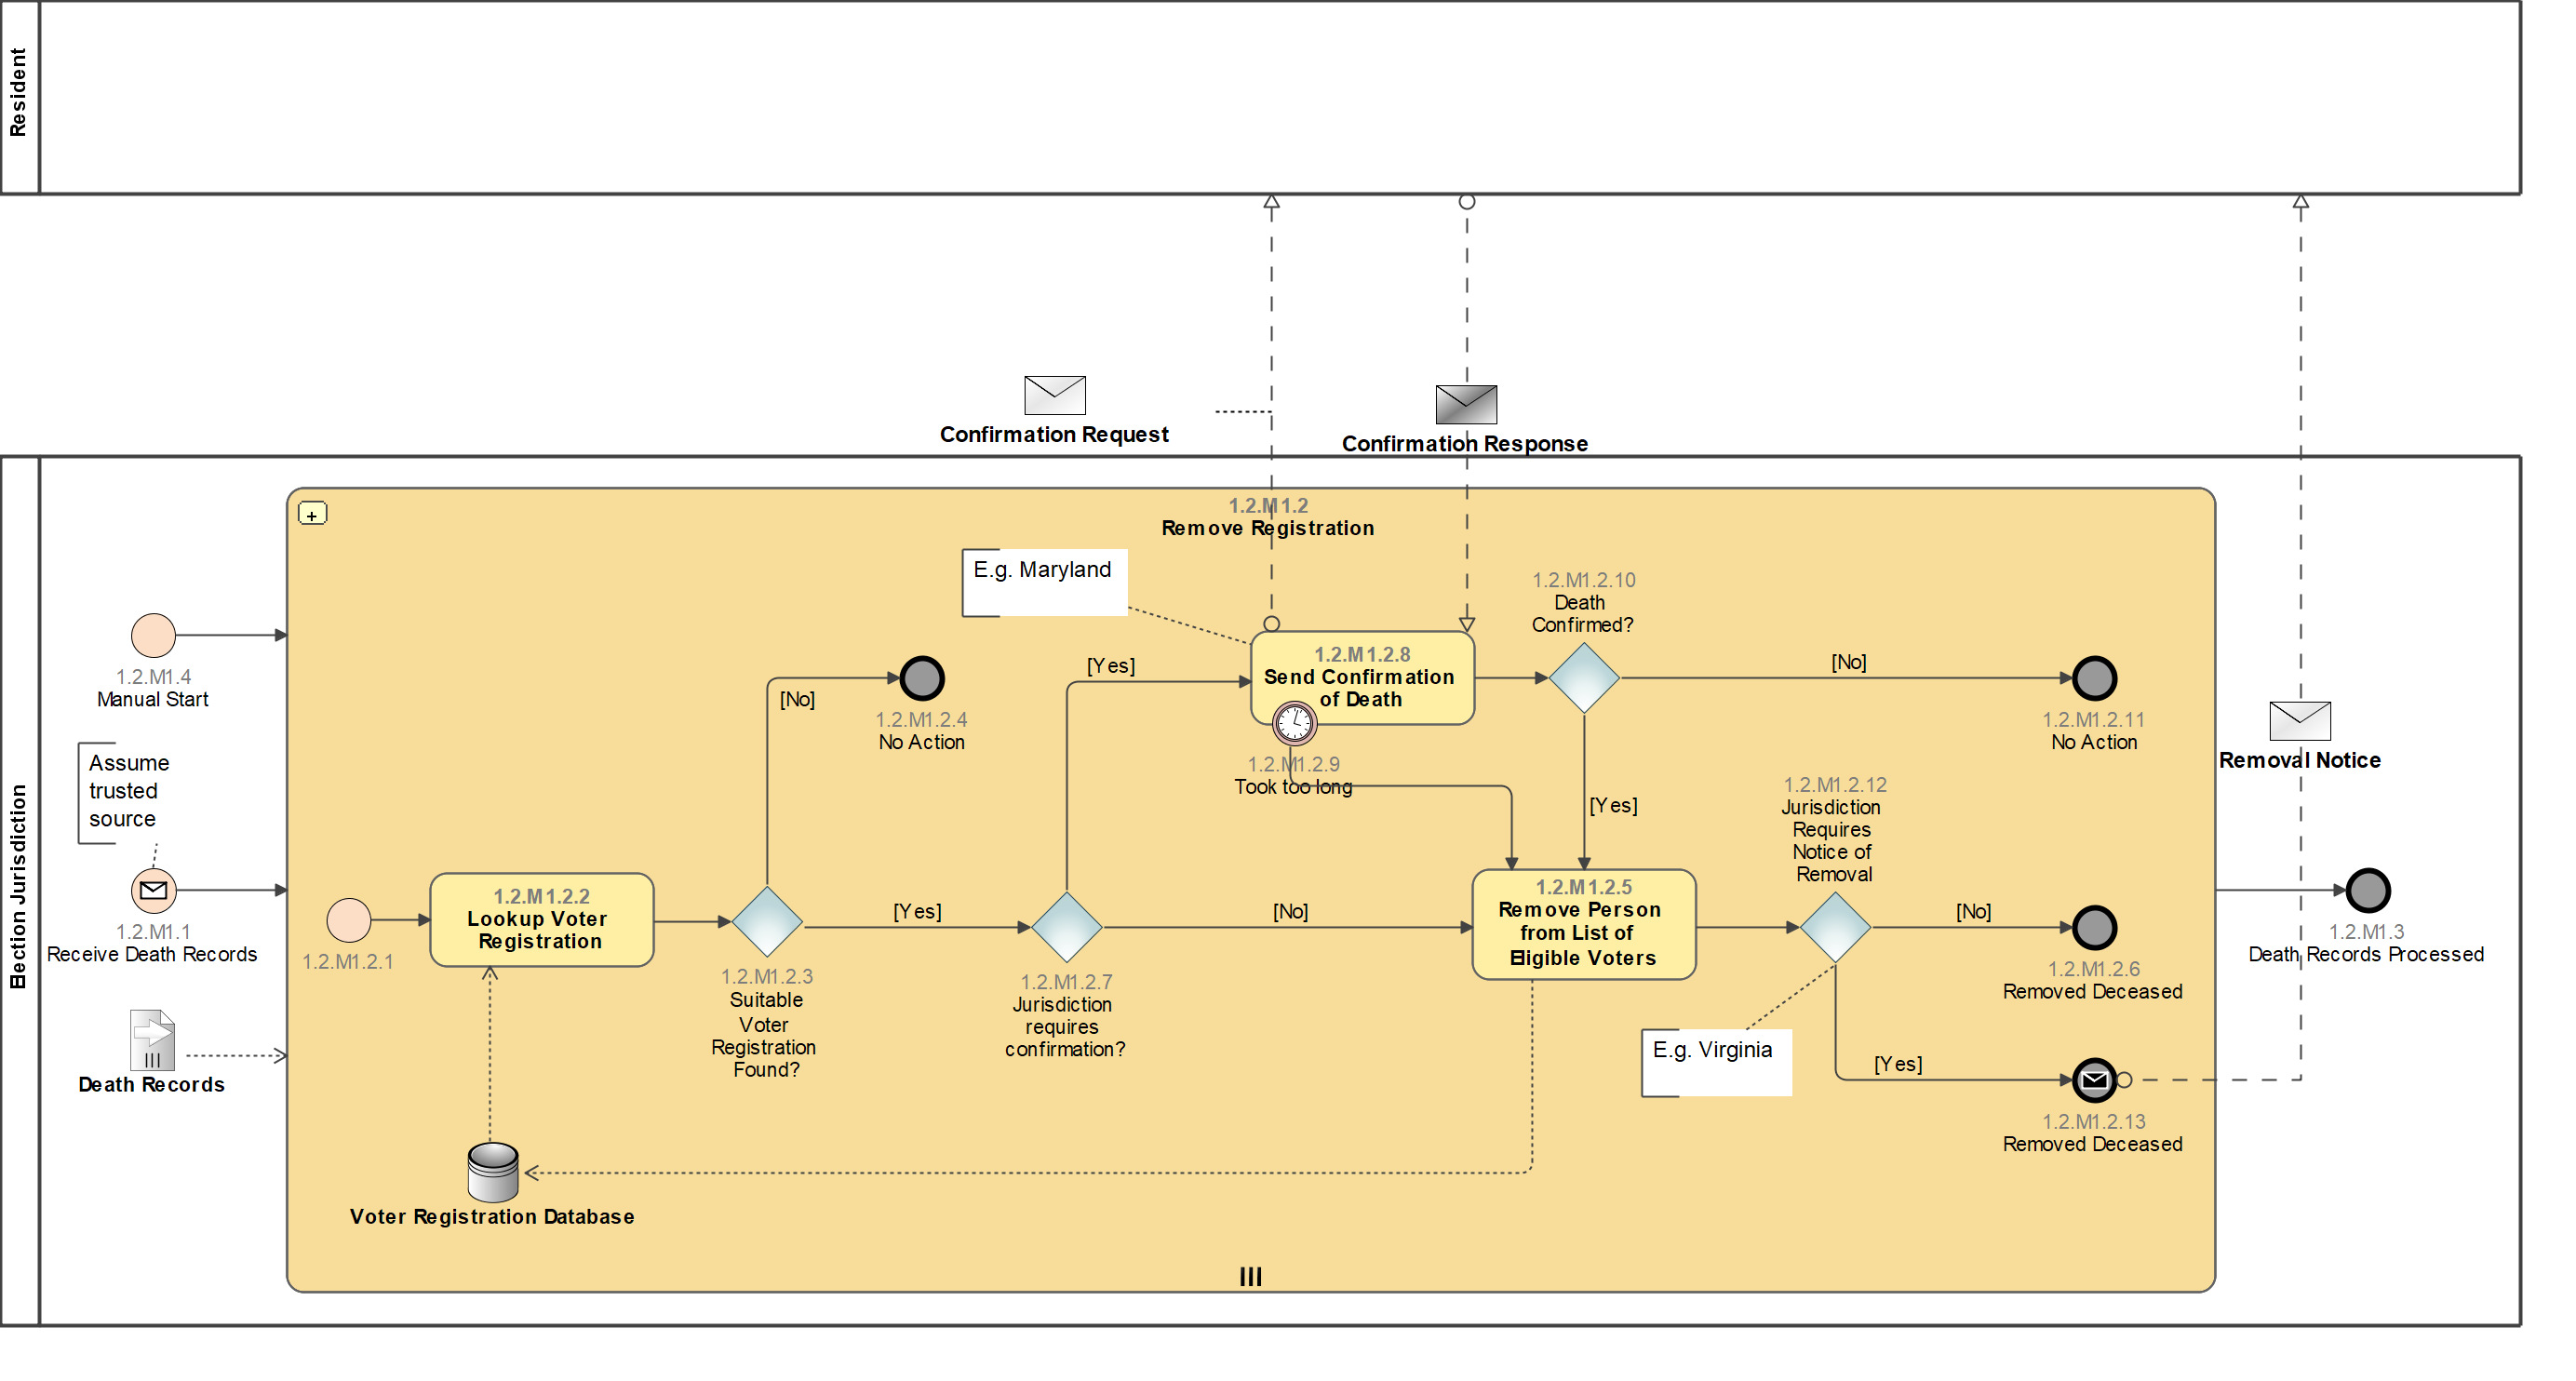 Resident
Confirmation Request
Confirmation Response
Election Jurisdiction
1.2.M1.2
Remove Registration
E.g. Maryland
1.2.M1.4
Manual Start
Assume
trusted
source
1.2.M1.1
Receive Death Records
Death Records
1.2.M1.2.1
1.2.M1.2.2
Lookup Voter
Registration
Voter Registration Database
1.2.M1.2.3
Suitable
Voter
Registration
Found?
[No]
1.2.M1.2.4
No Action
[Yes]
1.2.M1.2.7
Jurisdiction
requires
confirmation?
[Yes]
[No]
1.2.M1.2.8
Send Confirmation
of Death
1.2.M1.2.9
Took too long
1.2.M1.2.10
Death
Confirmed?
[No]
1.2.M1.2.11
No Action
[Yes]
1.2.M1.2.5
Remove Person
from List of
Eligible Voters
1.2.M1.2.12
Jurisdiction
Requires
Notice of
Removal
E.g. Virginia
[No]
1.2.M1.2.6
Removed Deceased
[Yes]
1.2.M1.2.13
Removed Deceased
Removal Notice
1.2.M1.3
Death Records Processed